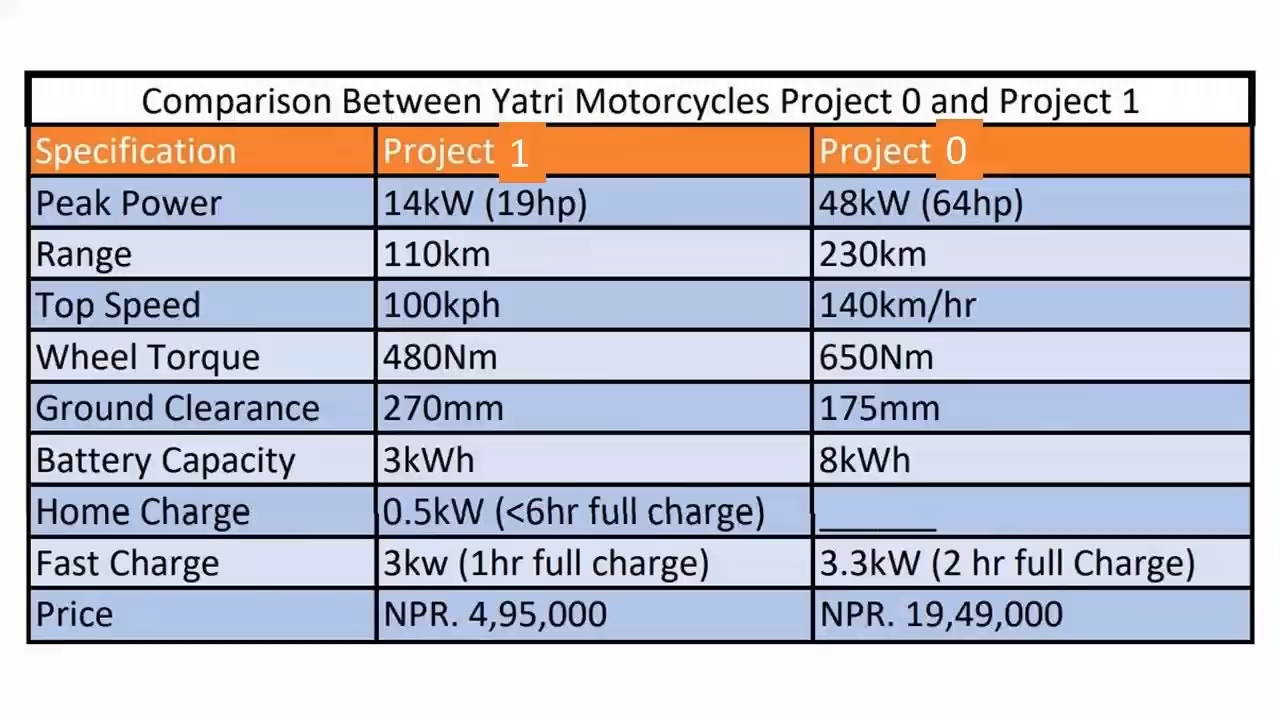 Comparison Between Yatri Motorcycles Project 0 and Project 1
Specification Project 1 Project 0
Peak Power 14kW (19hp) 48kW (64hp)
Range 110km 230km
Top Speed 100kph 140km/hr
Wheel Torque 480Nm 650Nm
Ground Clearance 270mm 175mm
Battery Capacity 3kWh 8kWh
Home Charge 0.5kW (<6hr full charge) ______
Fast Charge 3kw (1hr full charge) 3.3kW (2 hr full Charge)
Price NPR. 4,95,000 NPR. 19,49,000